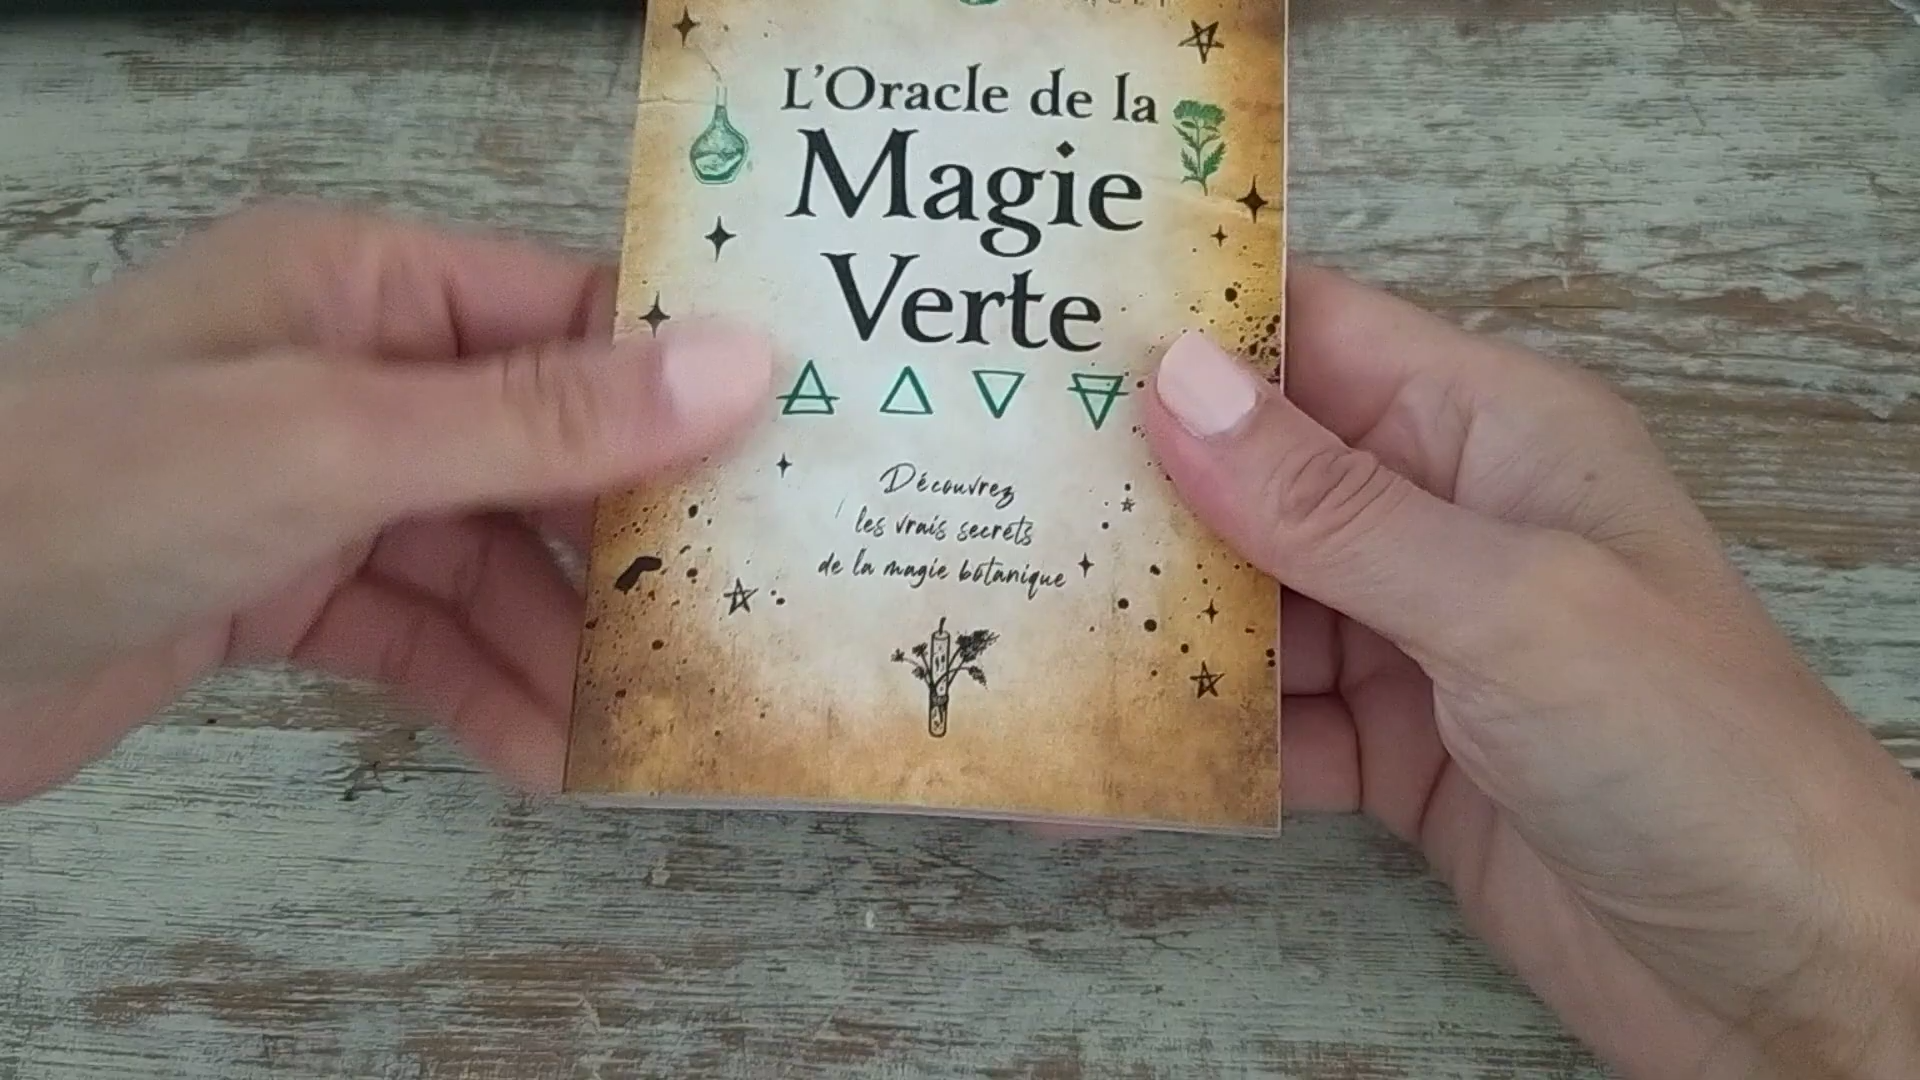 L'Oracle de la
Magie
Verte
Découvrez
les vrais secrets
de la magie botanique